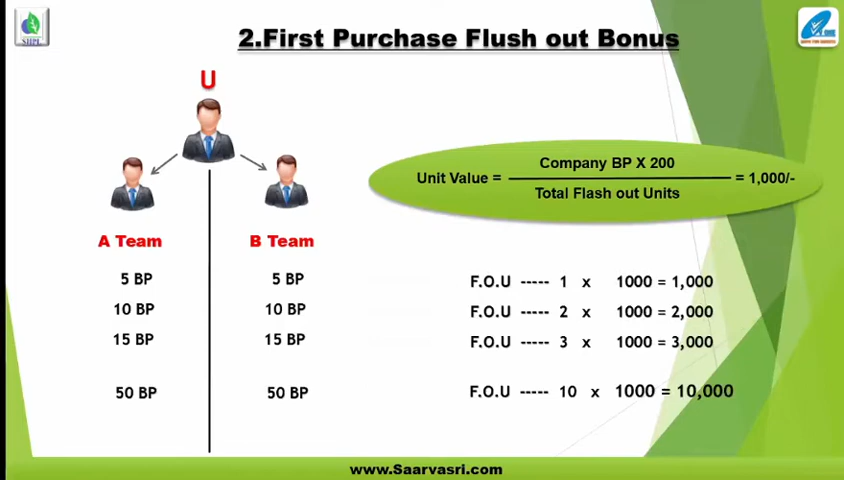 SHPL
2.First Purchase Flush out Bonus
U
A Team
B Team
5 BP
5 BP
10 BP
10 BP
15 BP
15 BP
50 BP
50 BP
Unit Value = Company BP X 200 = 1,000/-
Total Flash out Units
F.O.U ----- 1 x 1000 = 1,000
F.O.U ----- 2 x 1000 = 2,000
F.O.U ----- 3 x 1000 = 3,000
F.O.U ----- 10 x 1000 = 10,000
www.Saarvasri.com